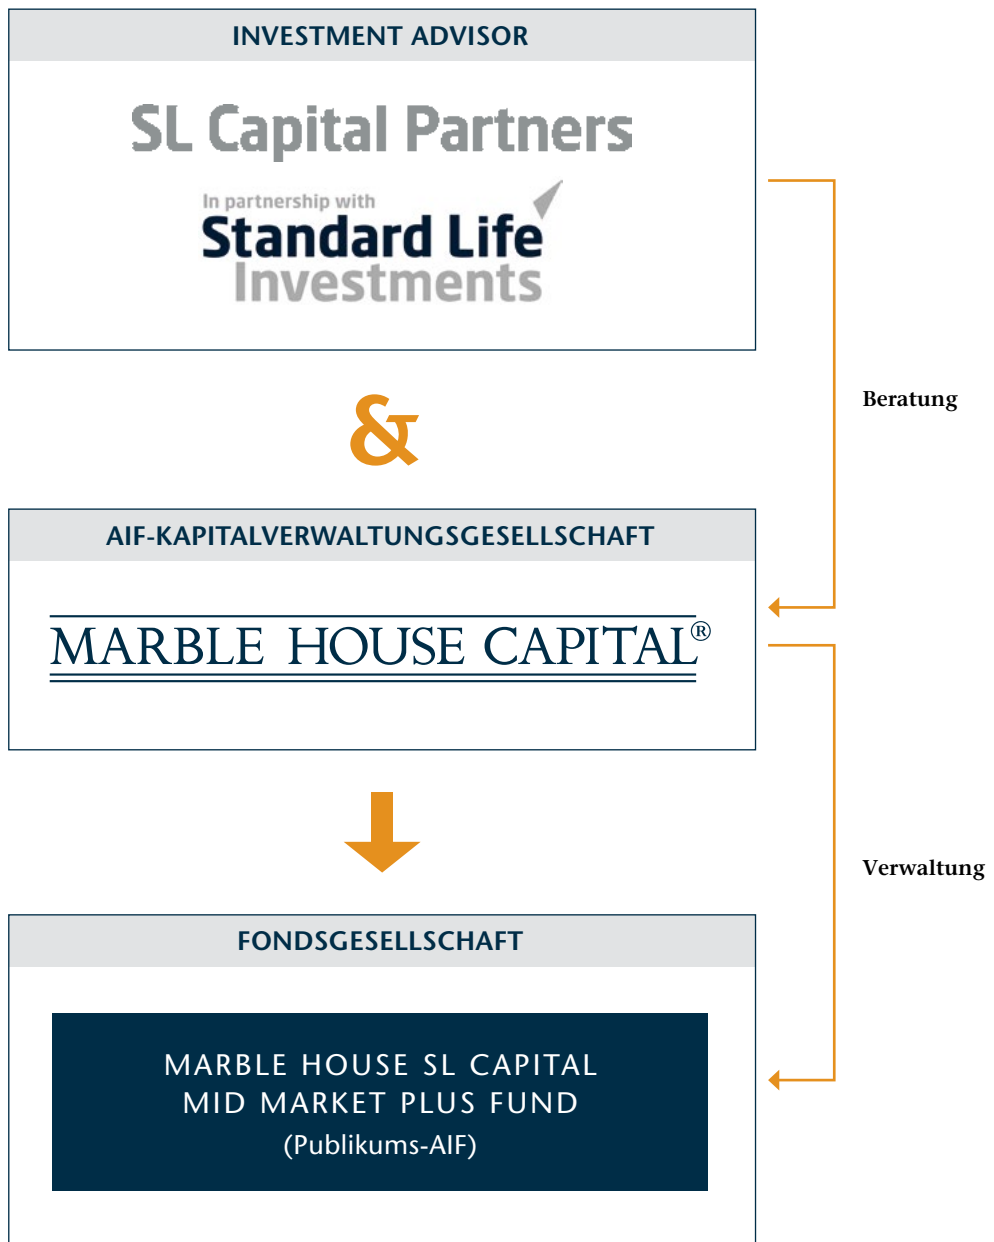 INVESTMENT ADVISOR
SL Capital Partners
In partnership with
Standard Life
Investments
Beratung
&
AIF-KAPITALVERWALTUNGSGESELLSCHAFT
MARBLE HOUSE CAPITAL®
Verwaltung
FONDSGESELLSCHAFT
MARBLE HOUSE SL CAPITAL
MID MARKET PLUS FUND
(Publikums-AIF)